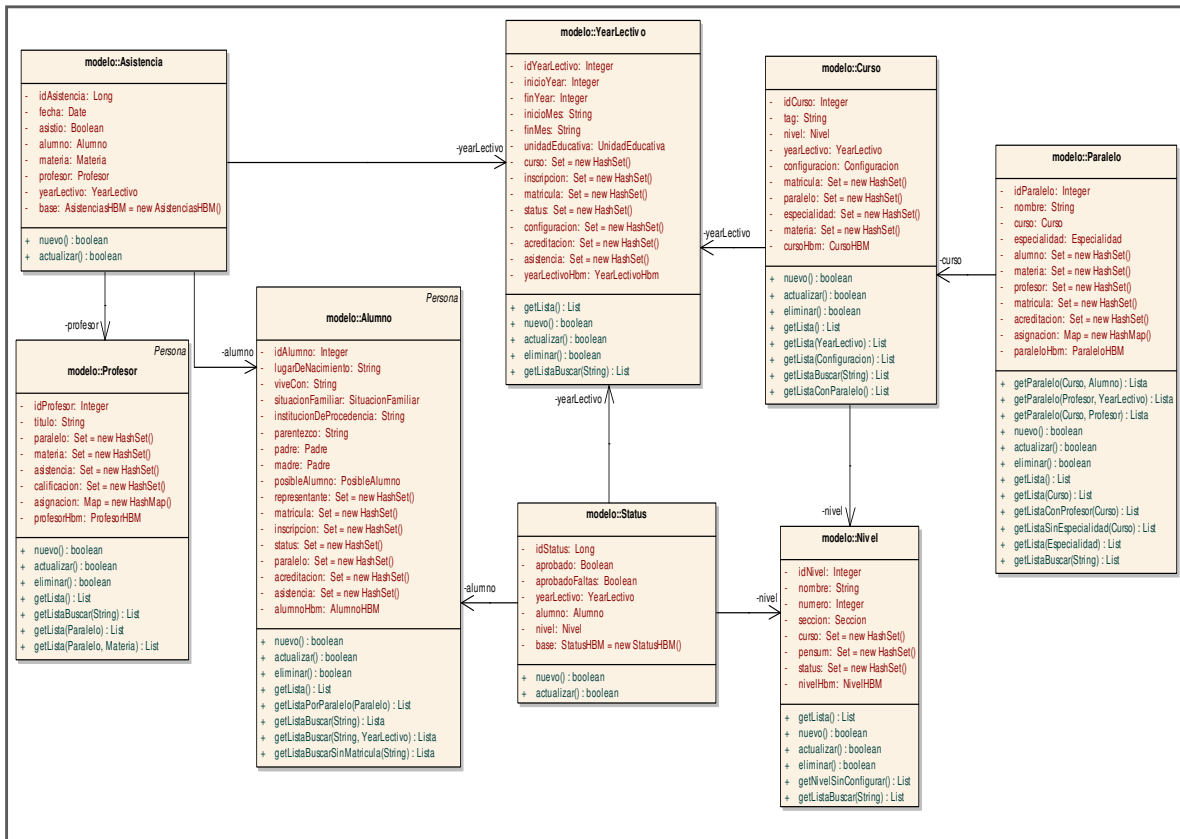 modelo::Asistencia
- idAsistencia: Long
- fecha: Date
- asistio: Boolean
- alumno: Alumno
- materia: Materia
- profesor: Profesor
- yearLectivo: YearLectivo
- base: AsistenciasHBM = new AsistenciasHBM()
+ nuevo() : boolean
+ actualizar() : boolean
-yearLectivo
-profesor
-alumno
modelo::YearLectivo
- idYearLectivo: Integer
- inicioYear: Integer
- finYear: Integer
- inicioMes: String
- finMes: String
- unidadEducativa: UnidadEducativa
- curso: Set = new HashSet()
- inscripcion: Set = new HashSet()
- matricula: Set = new HashSet()
- status: Set = new HashSet()
- configuracion: Set = new HashSet()
- acreditacion: Set = new HashSet()
- asistencia: Set = new HashSet()
- yearLectivoHbm: YearLectivoHbm
+ getLista() : List
+ nuevo() : boolean
+ actualizar() : boolean
+ eliminar() : boolean
+ getListaBuscar(String) : List
-yearLectivo
modelo::Curso
- idCurso: Integer
- tag: String
- nivel: Nivel
- yearLectivo: YearLectivo
- configuracion: Configuracion
- matricula: Set = new HashSet()
- paralelo: Set = new HashSet()
- especialidad: Set = new HashSet()
- materia: Set = new HashSet()
- cursoHbm: CursoHBM
+ nuevo() : boolean
+ actualizar() : boolean
+ eliminar() : boolean
+ getLista() : List
+ getLista(YearLectivo) : List
+ getLista(Configuracion) : List
+ getListaBuscar(String) : List
+ getListaConParalelo() : List
-yearLectivo
-curso
-nivel
modelo::Paralelo
- idParalelo: Integer
- nombre: String
- curso: Curso
- especialidad: Especialidad
- alumno: Set = new HashSet()
- materia: Set = new HashSet()
- profesor: Set = new HashSet()
- matricula: Set = new HashSet()
- acreditacion: Set = new HashSet()
- asignacion: Map = new HashMap()
- paraleloHbm: ParaleloHBM
+ getParalelo(Curso, Alumno) : Lista
+ getParalelo(Profesor, YearLectivo) : Lista
+ getParalelo(Curso, Profesor) : Lista
+ nuevo() : boolean
+ actualizar() : boolean
+ eliminar() : boolean
+ getLista() : List
+ getLista(Curso) : List
+ getListaConProfesor(Curso) : List
+ getListaSinEspecialidad(Curso) : List
+ getLista(Especialidad) : List
+ getListaBuscar(String) : List
Persona
modelo::Profesor
- idProfesor: Integer
- titulo: String
- paralelo: Set = new HashSet()
- materia: Set = new HashSet()
- asistencia: Set = new HashSet()
- calificacion: Set = new HashSet()
- asignacion: Map = new HashMap()
- profesorHbm: ProfesorHBM
+ nuevo() : boolean
+ actualizar() : boolean
+ eliminar() : boolean
+ getLista() : List
+ getListaBuscar(String) : List
+ getLista(Paralelo) : List
+ getLista(Paralelo, Materia) : List
Persona
modelo::Alumno
- idAlumno: Integer
- lugarDeNacimiento: String
- viveCon: String
- situacionFamiliar: SituacionFamiliar
- institucionDeProcedencia: String
- parentezco: String
- padre: Padre
- madre: Padre
- posibleAlumno: PosibleAlumno
- representante: Set = new HashSet()
- matricula: Set = new HashSet()
- inscripcion: Set = new HashSet()
- status: Set = new HashSet()
- paralelo: Set = new HashSet()
- acreditacion: Set = new HashSet()
- asistencia: Set = new HashSet()
- alumnoHbm: AlumnoHBM
+ nuevo() : boolean
+ actualizar() : boolean
+ eliminar() : boolean
+ getLista() : List
+ getListaPorParalelo(Paralelo) : List
+ getListaBuscar(String) : Lista
+ getListaBuscar(String, YearLectivo) : Lista
+ getListaBuscarSinMatricula(String) : Lista
-alumno
modelo::Status
- idStatus: Long
- aprobado: Boolean
- aprobadoFaltas: Boolean
- yearLectivo: YearLectivo
- alumno: Alumno
- nivel: Nivel
- base: StatusHBM = new StatusHBM()
+ nuevo() : boolean
+ actualizar() : boolean
-nivel
modelo::Nivel
- idNivel: Integer
- nombre: String
- numero: Integer
- seccion: Seccion
- curso: Set = new HashSet()
- pensum: Set = new HashSet()
- status: Set = new HashSet()
- nivelHbm: NivelHBM
+ getLista() : List
+ nuevo() : boolean
+ actualizar() : boolean
+ eliminar() : boolean
+ getNivelSinConfigurar() : List
+ getListaBuscar(String) : List